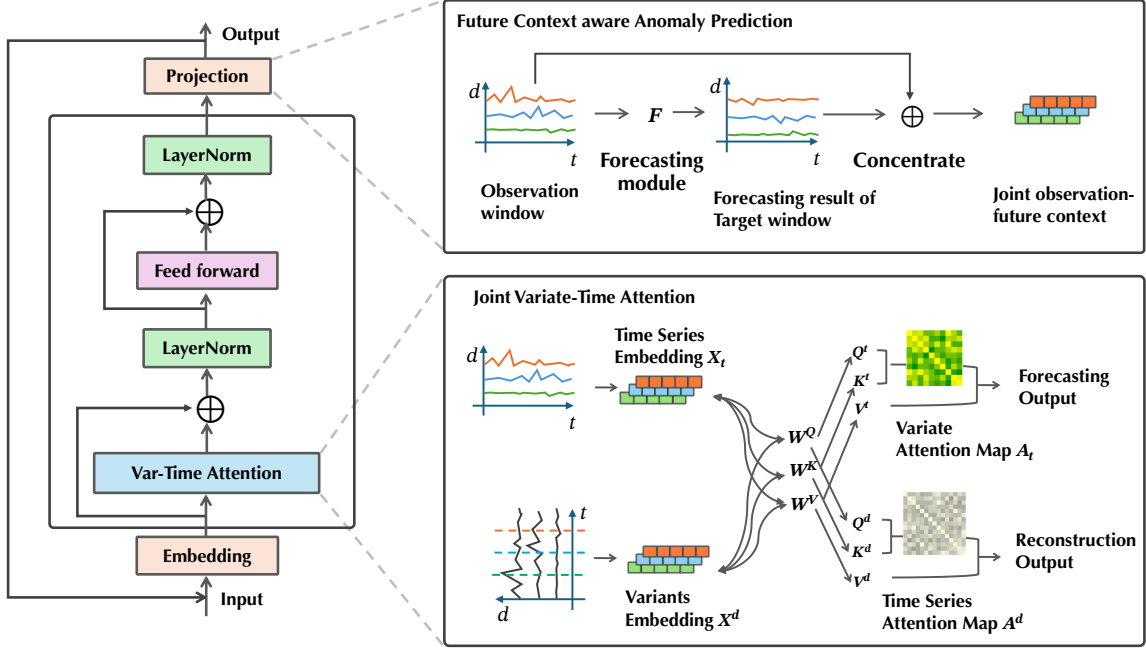 Output
Projection
LayerNorm
Feed forward
LayerNorm
Var-Time Attention
Embedding
Input
Future Context aware Anomaly Prediction
d
t
Observation
window
F
Forecasting
module
d
t
Forecasting result of
Target window
Concentrate
Joint observation-
future context
Joint Variate-Time Attention
d
t
Time Series
Embedding X_t
t
d
Variants
Embedding X^d
W^Q
W^K
W^V
Q^t
K^t
V^t
Variate
Attention Map A_t
Forecasting
Output
Q^d
K^d
V^d
Time Series
Attention Map A^d
Reconstruction
Output